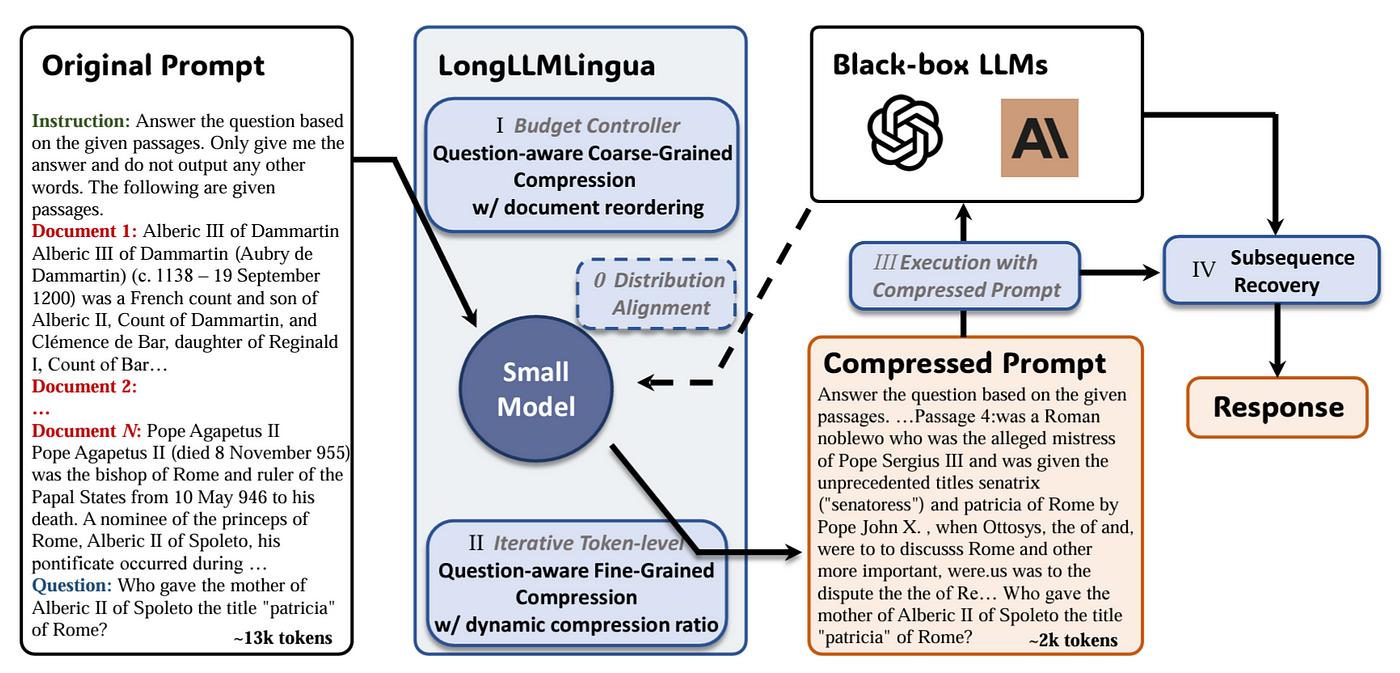 Original Prompt
Instruction: Answer the question based
on the given passages. Only give me the
answer and do not output any other
words. The following are given
passages.
Document 1: Alberic III of Dammartin
Alberic III of Dammartin (Aubry de
Dammartin) (c. 1138 – 19 September
1200) was a French count and son of
Alberic II, Count of Dammartin, and
Clémence de Bar, daughter of Reginald
I, Count of Bar…
Document 2:
…
Document N: Pope Agapetus II
Pope Agapetus II (died 8 November 955)
was the bishop of Rome and ruler of the
Papal States from 10 May 946 to his
death. A nominee of the princeps of
Rome, Alberic II of Spoleto, his
pontificate occurred during …
Question: Who gave the mother of
Alberic II of Spoleto the title "patricia"
of Rome?
~13k tokens
LongLLMLingua
I Budget Controller
Question-aware Coarse-Grained
Compression
w/ document reordering
0 Distribution
Alignment
Small
Model
II Iterative Token-level
Question-aware Fine-Grained
Compression
w/ dynamic compression ratio
Black-box LLMs
AI
III Execution with
Compressed Prompt
Compressed Prompt
Answer the question based on the given
passages. …Passage 4:was a Roman
noblewo who was the alleged mistress
of Pope Sergius III and was given the
unprecedented titles senatrix
("senatoress") and patricia of Rome by
Pope John X. , when Ottosys, the of and,
were to to discusss Rome and other
more important, were.us was to the
dispute the the of Re… Who gave the
mother of Alberic II of Spoleto the title
"patricia" of Rome?
~2k tokens
IV Subsequence
Recovery
Response